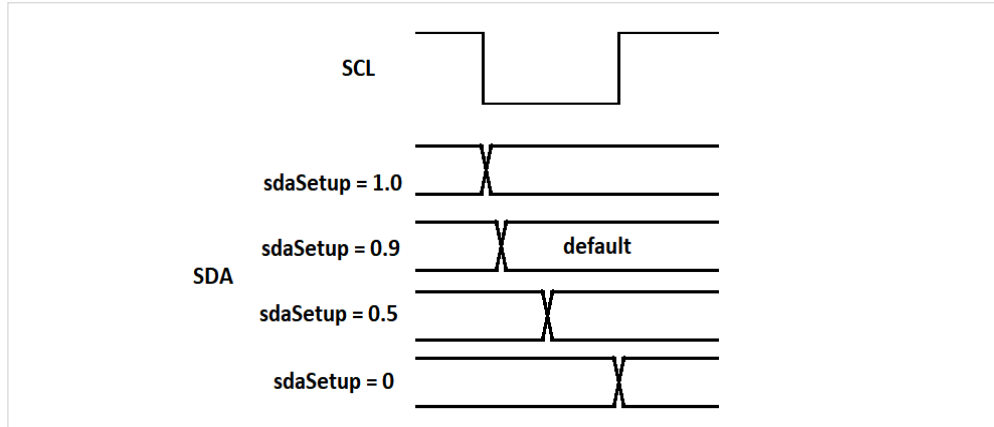 SCL
sdaSetup = 1.0
sdaSetup = 0.9
default
SDA
sdaSetup = 0.5
sdaSetup = 0